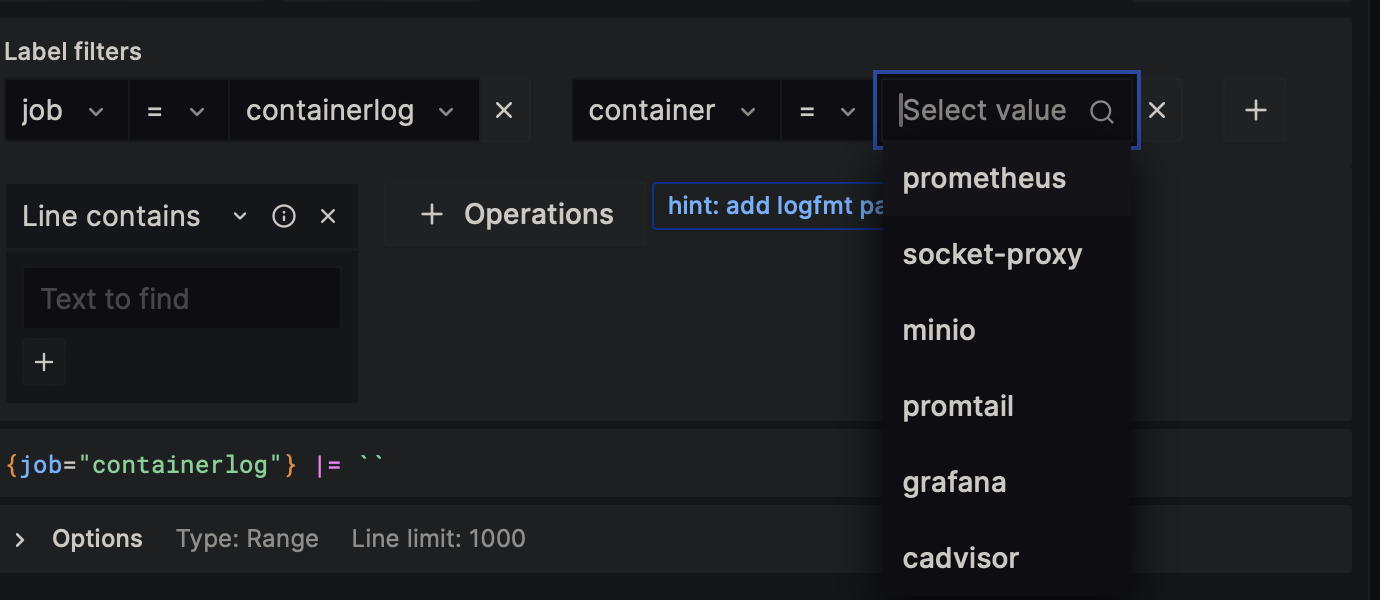 Label filters
job = containerlog container = Select value
Line contains
Operations
hint: add logfmt pa
Text to find
prometheus
socket-proxy
minio
promtail
grafana
cadvisor
{job="containerlog"} |= ``
Options Type: Range Line limit: 1000